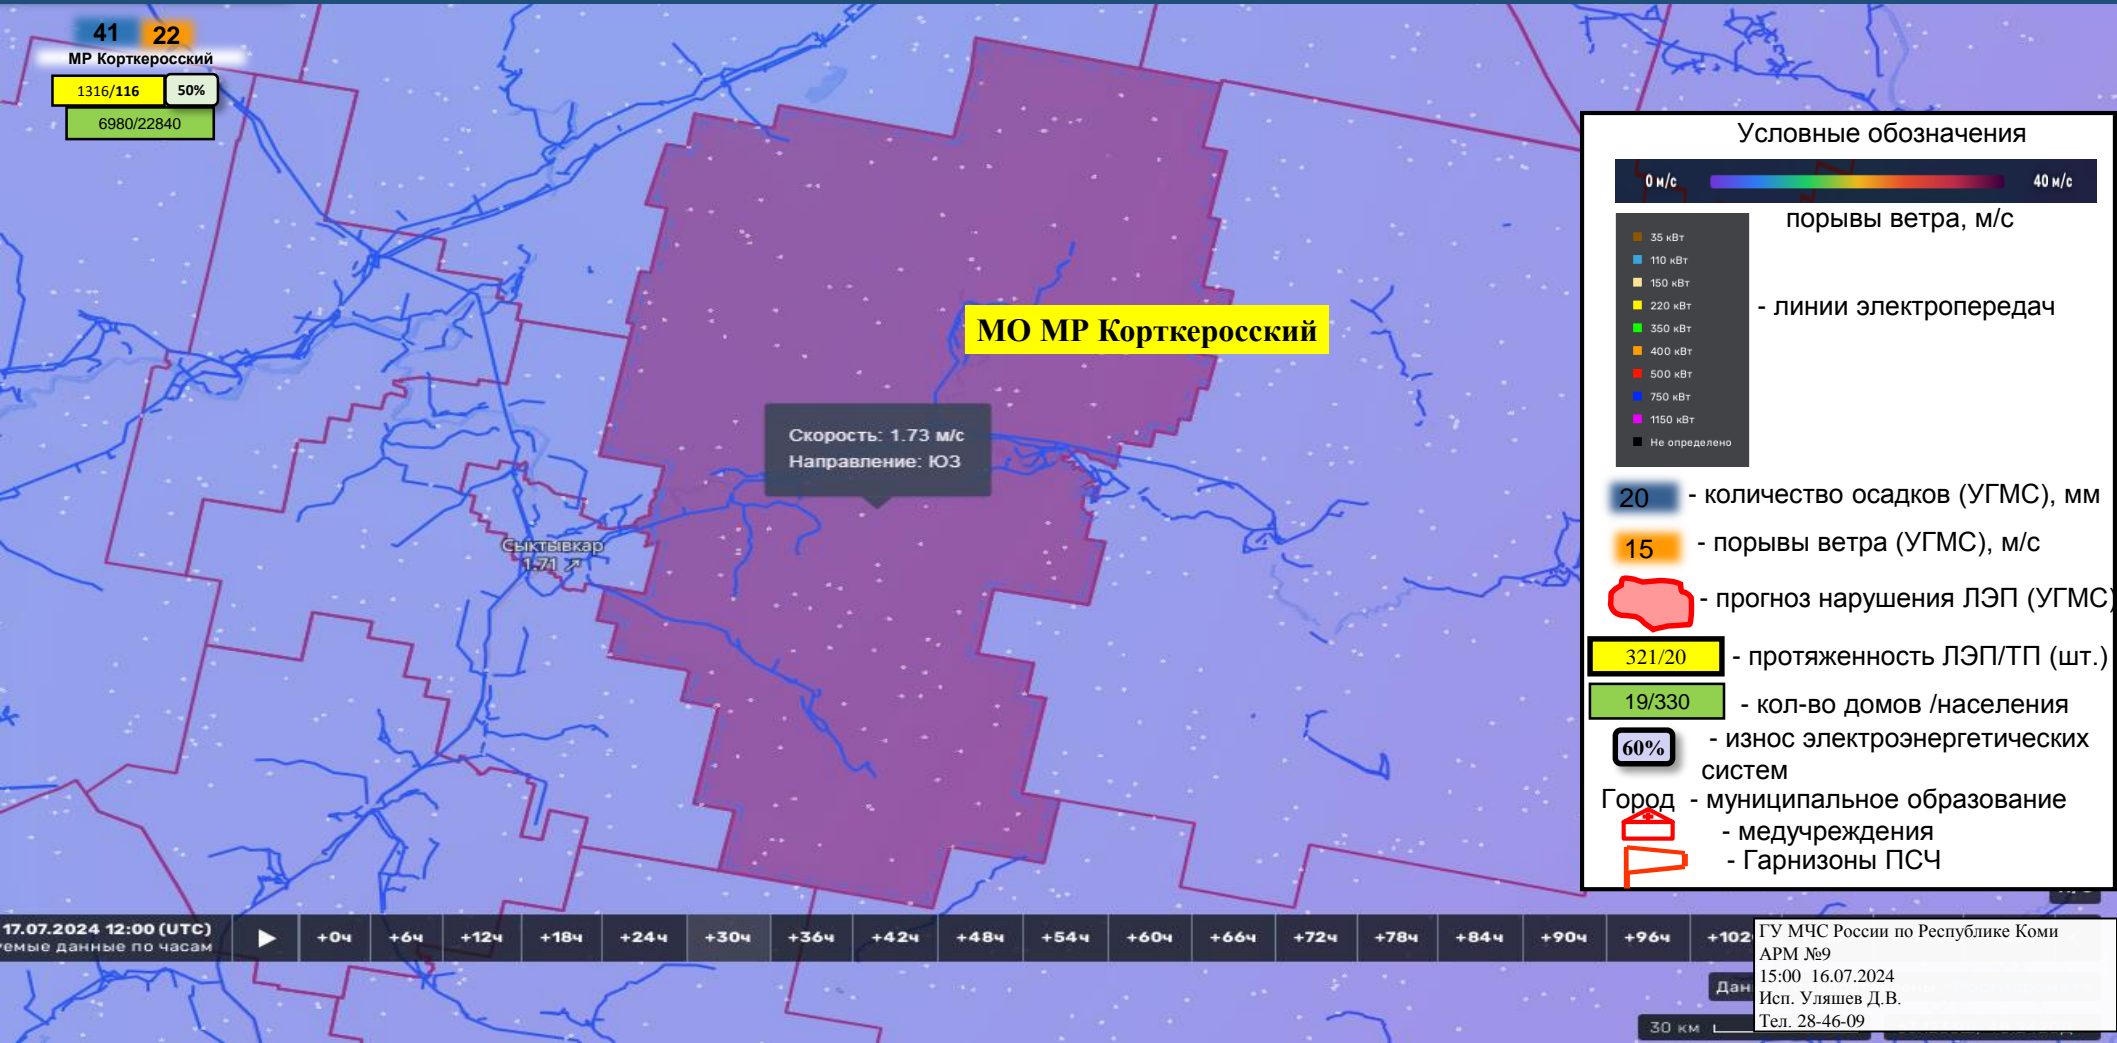 41 22
МР Корткеросский
1316/116 50%
6980/22840
МО МР Корткеросский
Скорость: 1.73 м/с
Направление: ЮЗ
Сыктывкар
1.71
Условные обозначения
0 м/с 40 м/с
порывы ветра, м/с
35 кВт
110 кВт
150 кВт
220 кВт
350 кВт
400 кВт
500 кВт
750 кВт
1150 кВт
Не определено
- линии электропередач
20 - количество осадков (УГМС), мм
15 - порывы ветра (УГМС), м/с
- прогноз нарушения ЛЭП (УГМС)
321/20 - протяженность ЛЭП/ТП (шт.)
19/330 - кол-во домов /населения
60% - износ электроэнергетических
систем
Город - муниципальное образование
- медучреждения
- Гарнизоны ПСЧ
17.07.2024 12:00 (UTC)
данные по часам
+0ч +6ч +12ч +18ч +24ч +30ч +36ч +42ч +48ч +54ч +60ч +66ч +72ч +78ч +84ч +90ч +96ч +102
ГУ МЧС России по Республике Коми
АРМ №9
15:00 16.07.2024
Исп. Уляшев Д.В.
Тел. 28-46-09
30 км